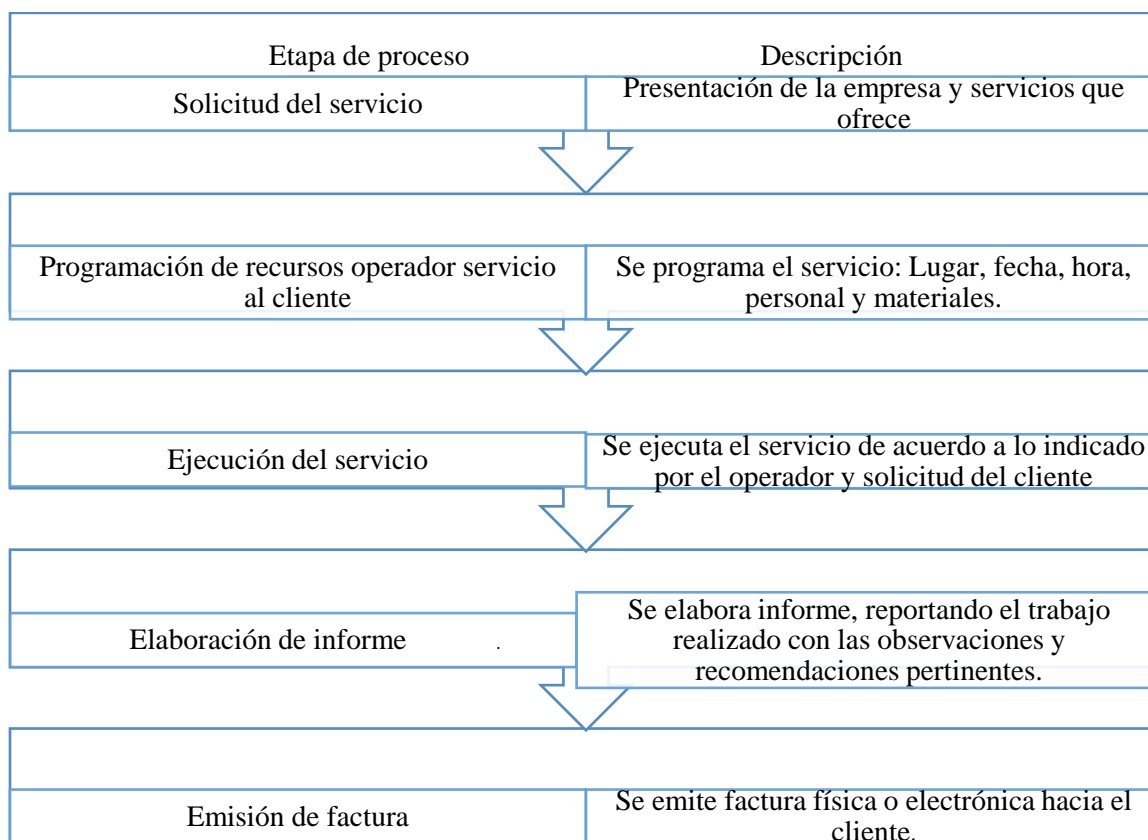 Etapa de proceso Descripción
Solicitud del servicio
Presentación de la empresa y servicios que
ofrece
Programación de recursos operador servicio
al cliente
Se programa el servicio: Lugar, fecha, hora,
personal y materiales.
Ejecución del servicio
Se ejecuta el servicio de acuerdo a lo indicado
por el operador y solicitud del cliente
Elaboración de informe .
Se elabora informe, reportando el trabajo
realizado con las observaciones y
recomendaciones pertinentes.
Emisión de factura
Se emite factura física o electrónica hacia el
cliente.